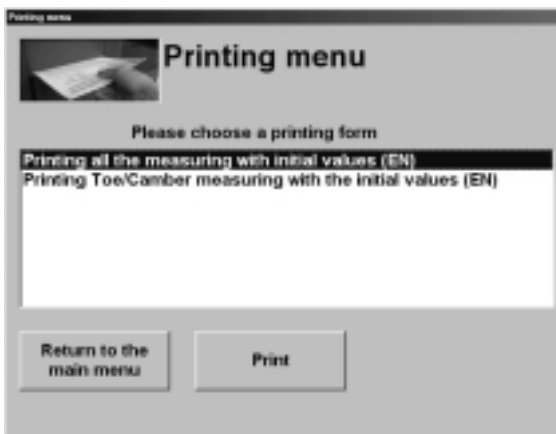 Printing menu
Printing menu
Please choose a printing form
Printing all the measuring with initial values (EN)
Printing Toe/Camber measuring with the initial values (EN)
Return to the
main menu
Print